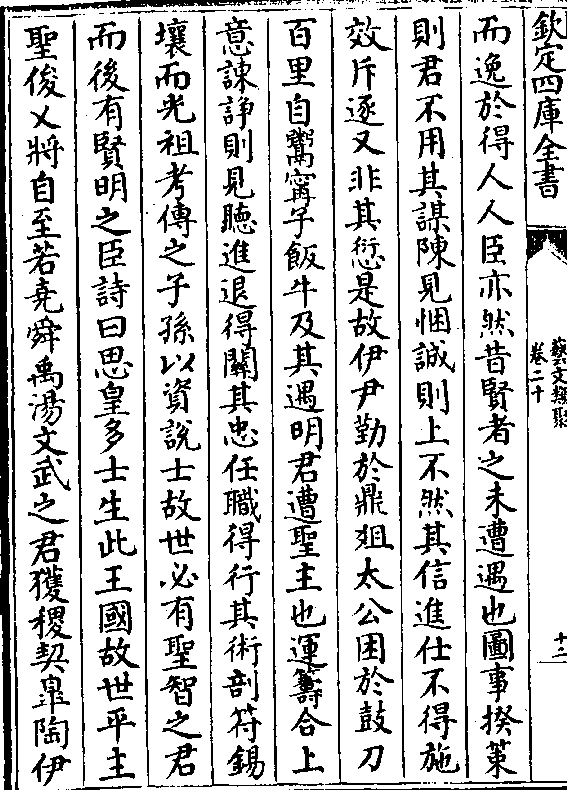 欽定四庫全書
藝文類聚
卷二十
十二
而逸於得人人臣亦然昔賢者之未遭遇也圖事揆策
則君不用其謀陳見悃誠則上不然其信進仕不得施
效斥逐又非其愆是故伊尹勤於鼎俎太公困於鼓刀
百里自鬻甯子飯牛及其遇明君遭聖主也運籌合上
意諫諍則見聽進退得關其忠任職得行其術剖符錫
壤而光祖考傳之子孫以資說士故世必有聖智之君
而後有賢明之臣詩曰思皇多士生此王國故世平主
聖俊乂將自至若堯舜禹湯文武之君獲稷契臯陶伊